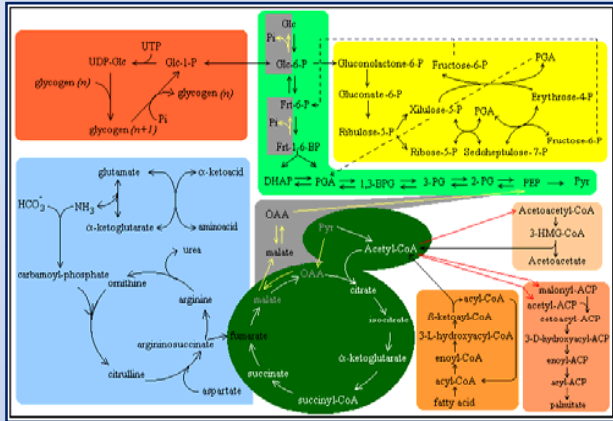 UTP
UDP-Glc
Glc-1-P
glycogen (n)
glycogen (n)
Pi
glycogen (n+1)
Glc
Pi
Glc-6-P
Frt-6-P
Pi
Frt-1,6-BP
DHAP
PGA
1,3-BPG
3-PG
2-PG
PEP
Pyr
Gluconolactone-6-P
Gluconate-6-P
Ribulose-5-P
Xilulose-5-P
Ribose-5-P
PGA
Sedoheptulose-7-P
Fructose-6-P
PGA
Erythrose-4-P
Fructose-6-P
glutamate
α-ketoacid
HCO₃⁻
NH₃
α-ketoglutarate
aminoacid
carbamoyl-phosphate
urea
ornithine
arginine
argininosuccinate
citrulline
aspartate
OAA
malate
Pyr
Acetyl-CoA
OAA
malate
citrate
isocitrate
fumarate
α-ketoglutarate
succinate
succinyl-CoA
Acetoacetyl-CoA
3-HMG-CoA
Acetoacetate
acyl-CoA
ß-ketoayl-CoA
3-L-hydroxyacyl-CoA
enoyl-CoA
acyl-CoA
fatty acid
malonyl-ACP
acetyl-ACP
cetoacyl-ACP
3-D-hydroxyacyl-ACP
enoyl-ACP
acyl-ACP
palmitate